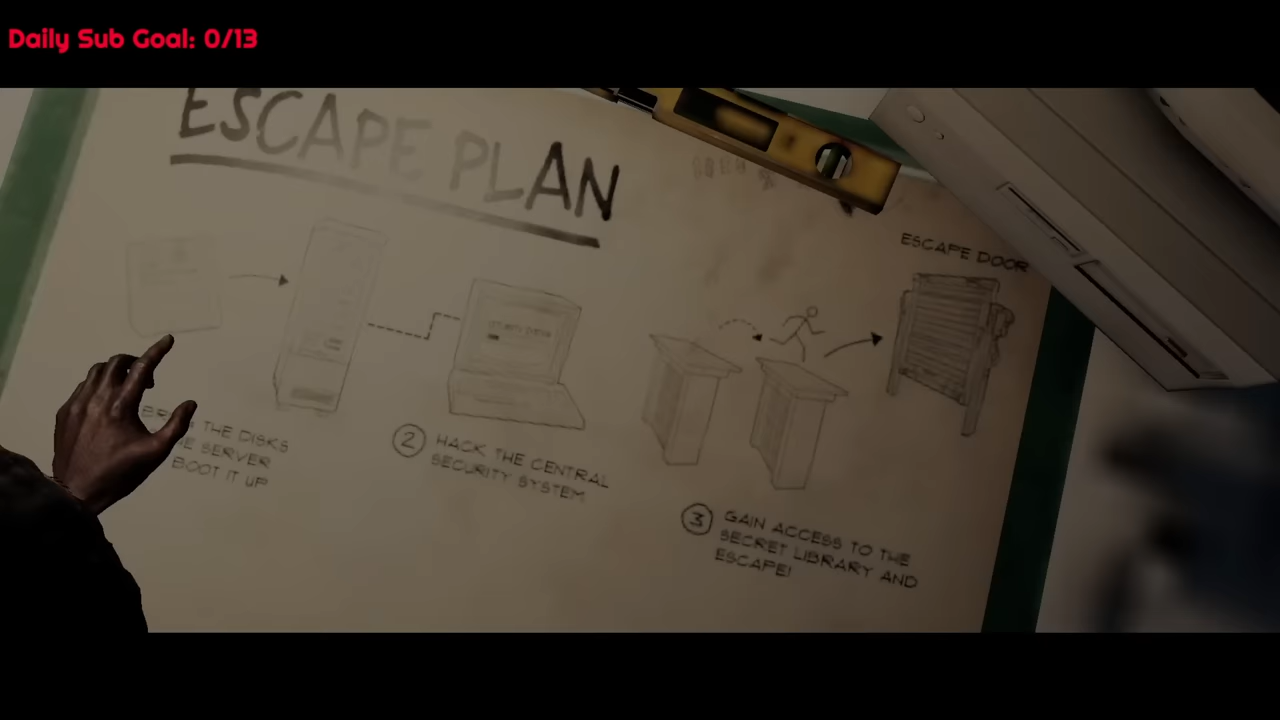 Daily Sub Goal: 0/13
ESCAPE PLAN
ESCAPE DOOR
THE DISKS
SERVER
BOOT IT UP
2 HACK THE CENTRAL
SECURITY SYSTEM
3 GAIN ACCESS TO THE
SECRET LIBRARY AND
ESCAPE!